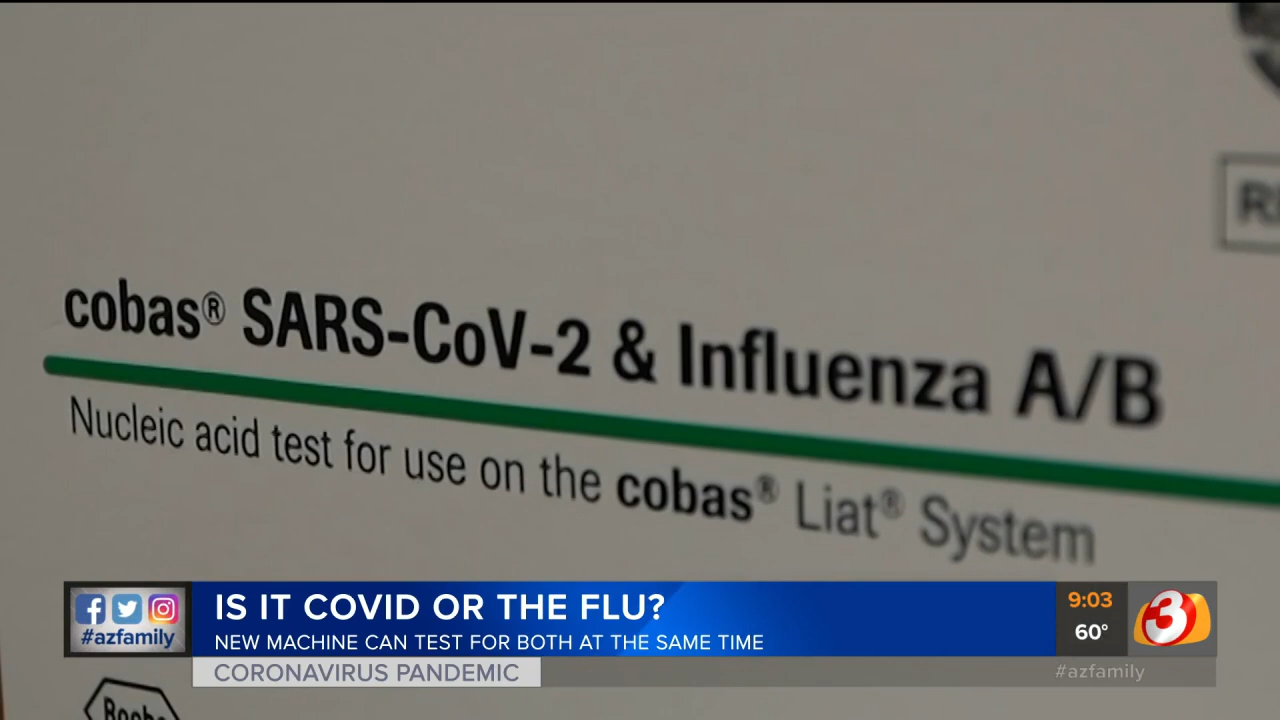 cobas® SARS-CoV-2 & Influenza A/B
Nucleic acid test for use on the cobas® Liat® System
#azfamily
IS IT COVID OR THE FLU?
NEW MACHINE CAN TEST FOR BOTH AT THE SAME TIME
9:03
60°
3
CORONAVIRUS PANDEMIC
#azfamily